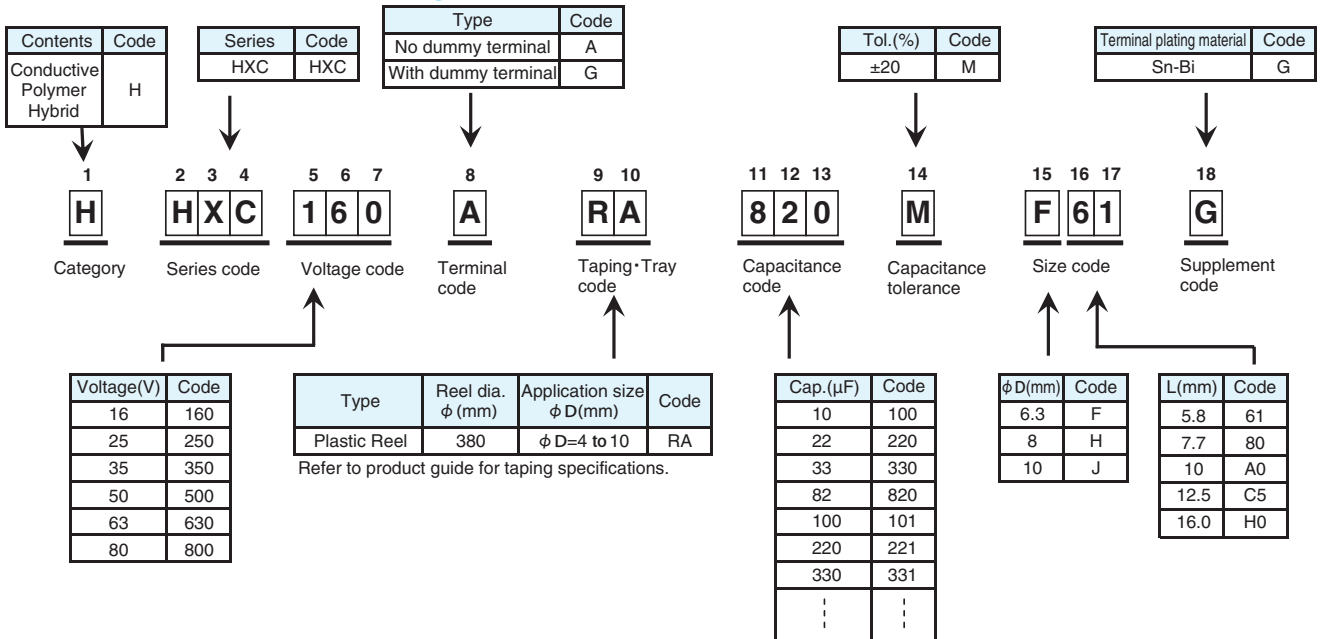 Contents Code
Conductive Polymer Hybrid H
Series Code
HXC HXC
Type Code
No dummy terminal A
With dummy terminal G
Tol.(%) Code
±20 M
Terminal plating material Code
Sn-Bi G
1 2 3 4 5 6 7 8 9 10 11 12 13 14 15 16 17 18
H H X C 1 6 0 A R A 8 2 0 M F 6 1 G
Category
Series code
Voltage code
Terminal
code
Taping・Tray
code
Capacitance
code
Capacitance
tolerance
Size code
Supplement
code
Voltage(V) Code
16 160
25 250
35 350
50 500
63 630
80 800
Type Reel dia. φ (mm) Application size φ D(mm) Code
Plastic Reel 380 φ D=4 to 10 RA
Refer to product guide for taping specifications.
Cap.(μF) Code
10 100
22 220
33 330
82 820
100 101
220 221
330 331
φ D(mm) Code
6.3 F
8 H
10 J
L(mm) Code
5.8 61
7.7 80
10 A0
12.5 C5
16.0 H0